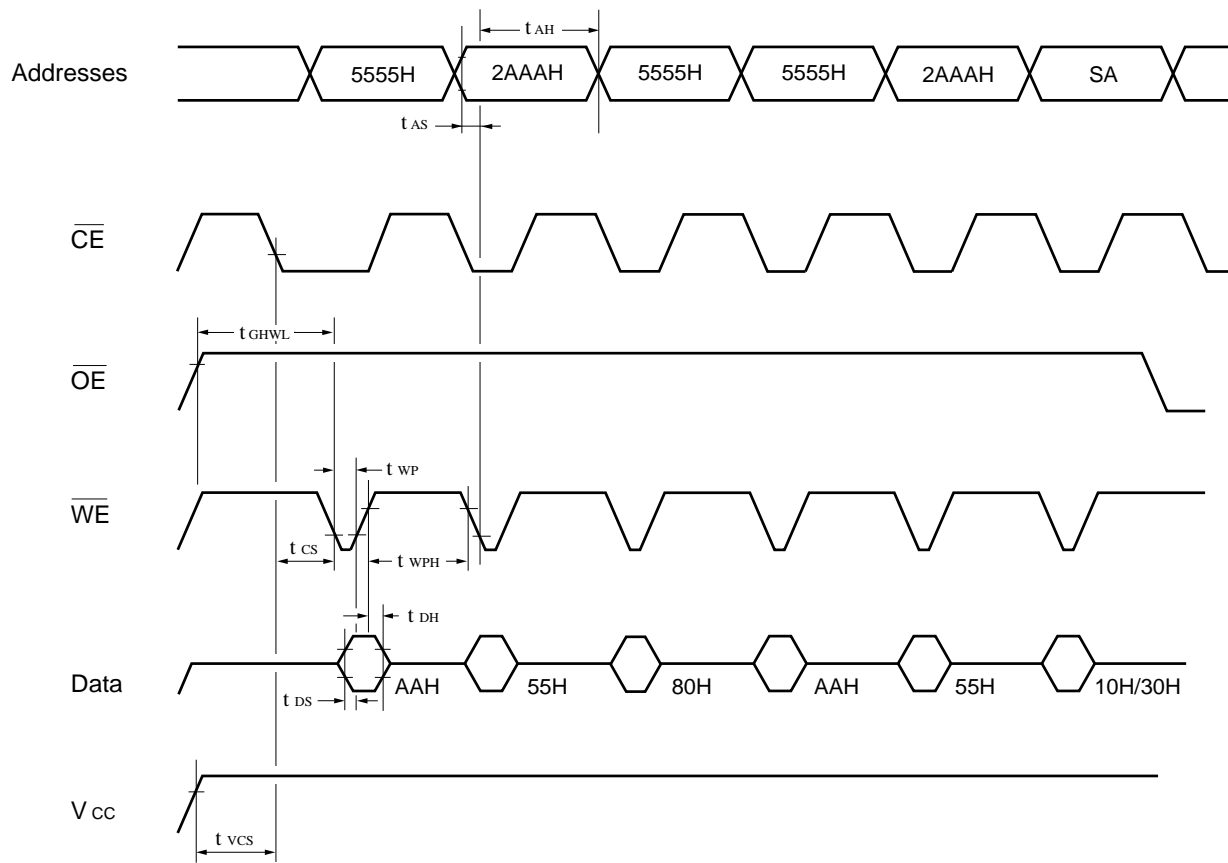 t AH
Addresses 5555H 2AAAH 5555H 5555H 2AAAH SA
t AS
CE
t GHWL
OE
t WP
WE
t CS t WPH
t DH
Data AAH 55H 80H AAH 55H 10H/30H
t DS
V CC
t VCS